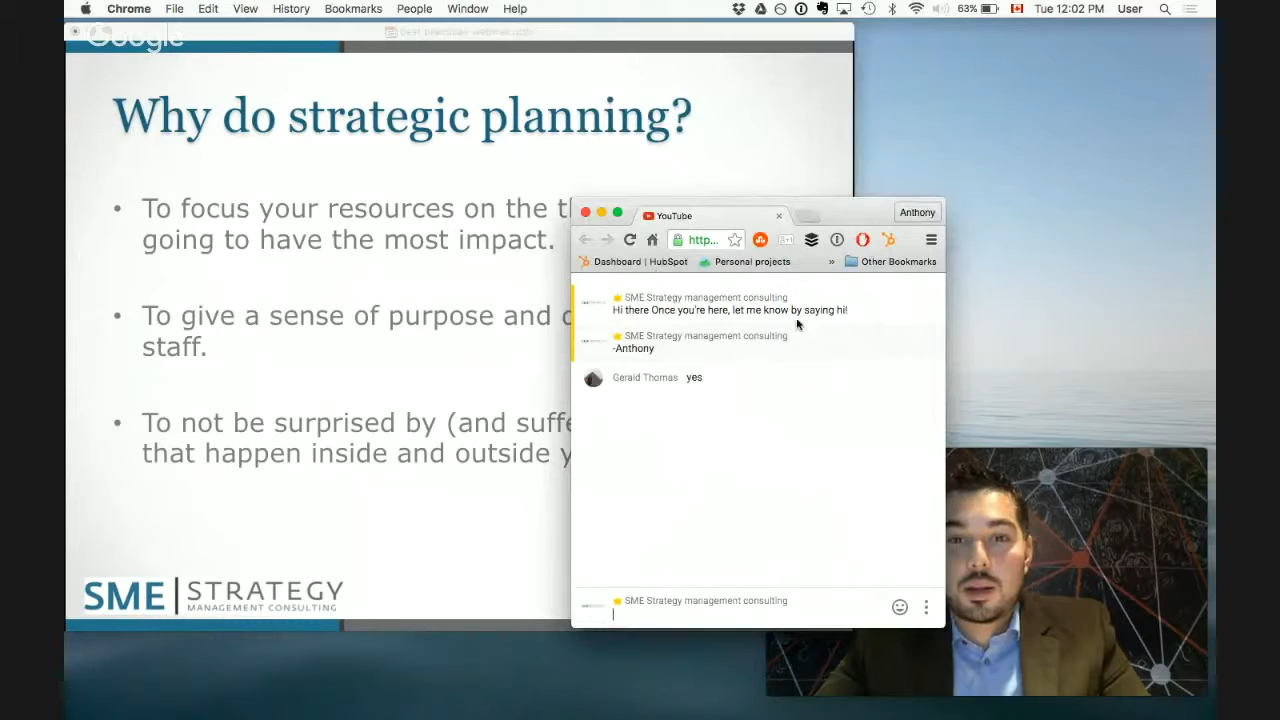 Chrome File Edit View History Bookmarks People Window Help 63% Tue 12:02 PM User
Google
Why do strategic planning?
• To focus your resources on the t
going to have the most impact.
• To give a sense of purpose and
staff.
• To not be surprised by (and suff
that happen inside and outside
SME STRATEGY
MANAGEMENT CONSULTING
YouTube
Anthony
http...
Dashboard | HubSpot Personal projects » Other Bookmarks
SME Strategy management consulting
Hi there Once you're here, let me know by saying hi!
SME Strategy management consulting
-Anthony
Gerald Thomas yes
SME Strategy management consulting